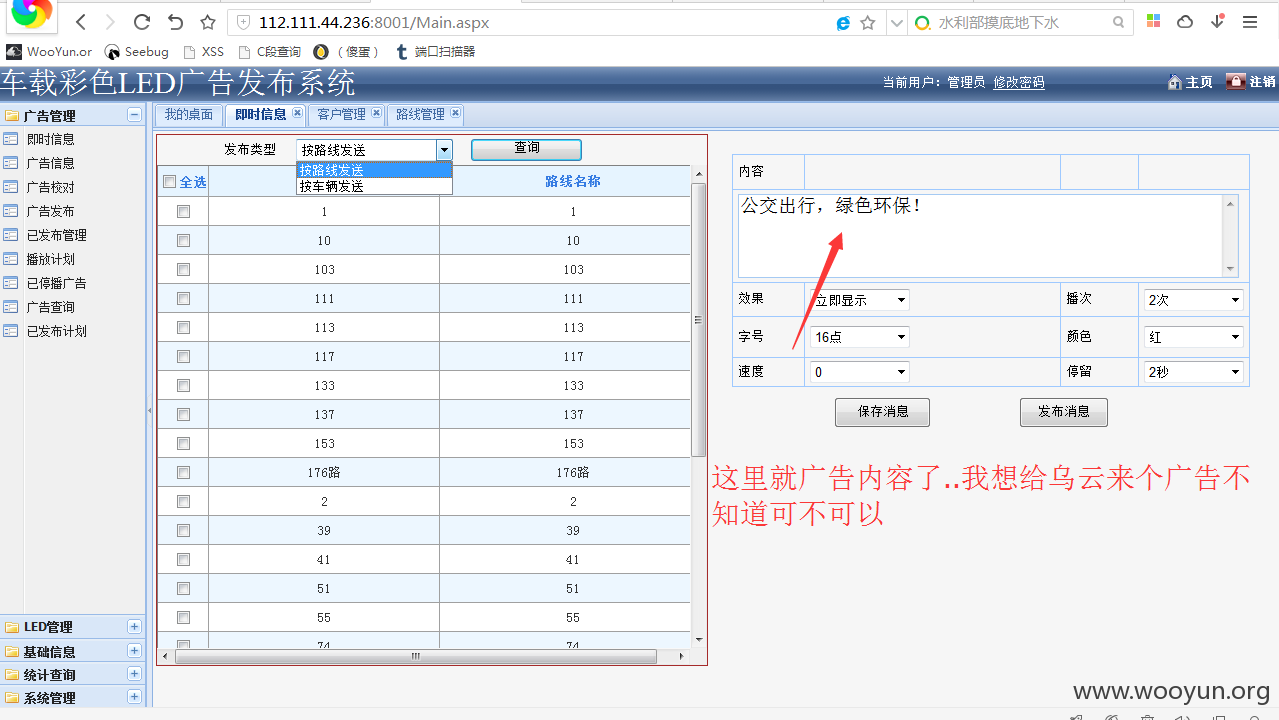 112.111.44.236:8001/Main.aspx
水利部摸底地下水
WooYun.or Seebug XSS C段查询 (傻蛋) 端口扫描器
车载彩色LED广告发布系统
当前用户：管理员 修改密码 主页 注销
广告管理 我的桌面 即时信息 客户管理 路线管理
即时信息
广告信息
广告校对
广告发布
已发布管理
播放计划
已停播广告
广告查询
已发布计划
LED管理
基础信息
统计查询
系统管理
发布类型 按路线发送 查询
按路线发送
按车辆发送
全选 路线名称
1 1
10 10
103 103
111 111
113 113
117 117
133 133
137 137
153 153
176路 176路
2 2
39 39
41 41
51 51
55 55
74 74
内容
公交出行，绿色环保！
效果 立即显示 播次 2次
字号 16点 颜色 红
速度 0 停留 2秒
保存消息 发布消息
这里就广告内容了..我想给乌云来个广告不
知道可不可以
www.wooyun.org